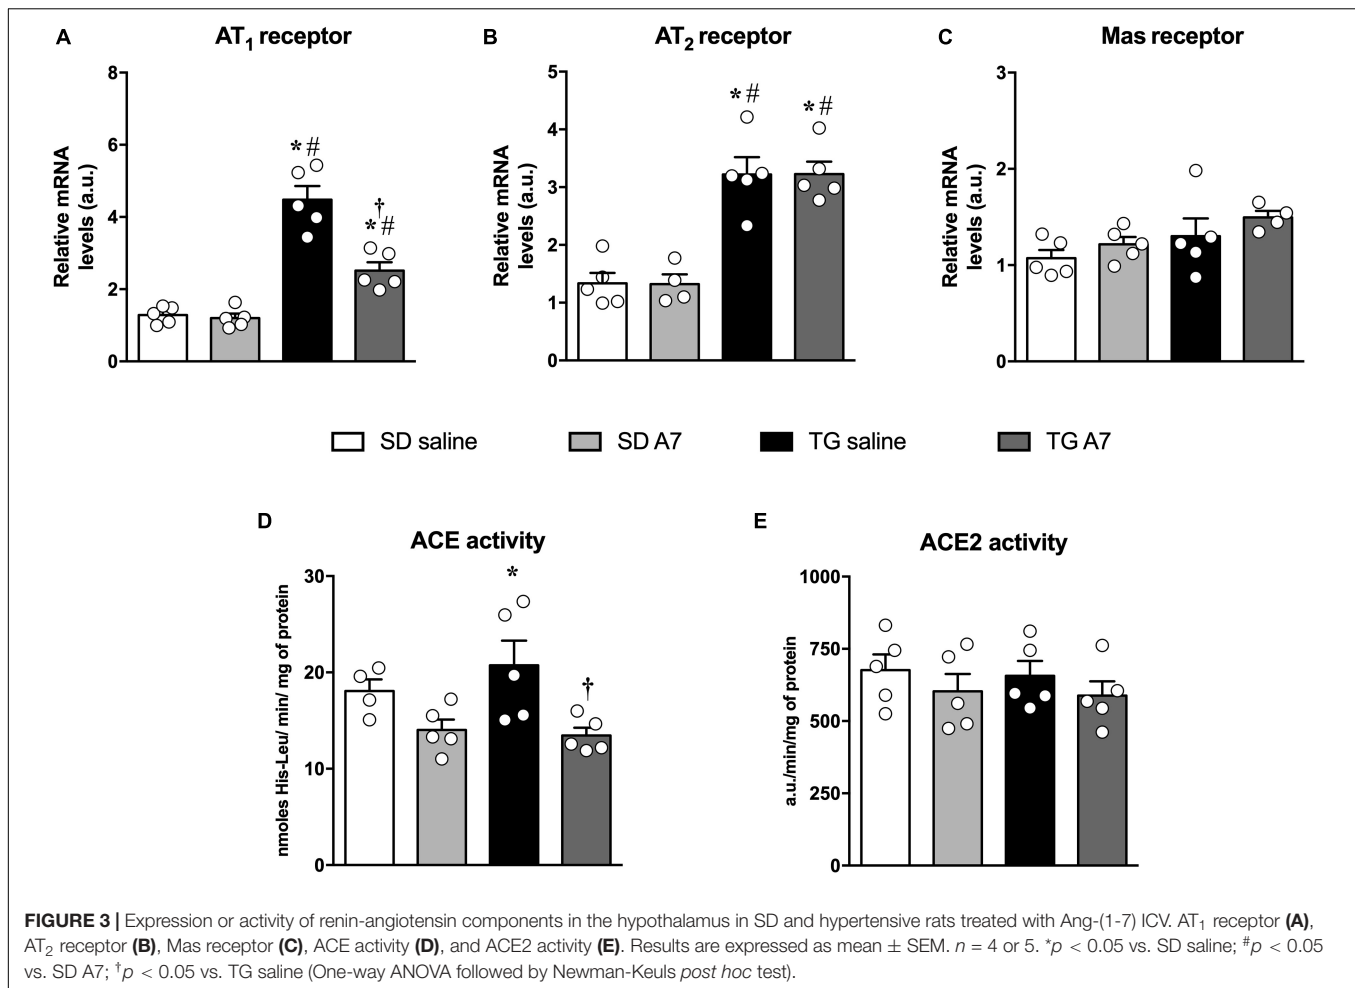 A
AT₁ receptor
Relative mRNA
levels (a.u.)
8
6
4
2
0
*#
†
*#
B
AT₂ receptor
Relative mRNA
levels (a.u.)
5
4
3
2
1
0
*#
*#
C
Mas receptor
Relative mRNA
levels (a.u.)
3
2
1
0
SD saline
SD A7
TG saline
TG A7
D
ACE activity
nmoles His-Leu/ min/ mg of protein
30
20
10
0
*
†
E
ACE2 activity
a.u./min/mg of protein
1000
750
500
250
0
FIGURE 3 | Expression or activity of renin-angiotensin components in the hypothalamus in SD and hypertensive rats treated with Ang-(1-7) ICV. AT₁ receptor (A),
AT₂ receptor (B), Mas receptor (C), ACE activity (D), and ACE2 activity (E). Results are expressed as mean ± SEM. n = 4 or 5. *p < 0.05 vs. SD saline; #p < 0.05
vs. SD A7; †p < 0.05 vs. TG saline (One-way ANOVA followed by Newman-Keuls post hoc test).